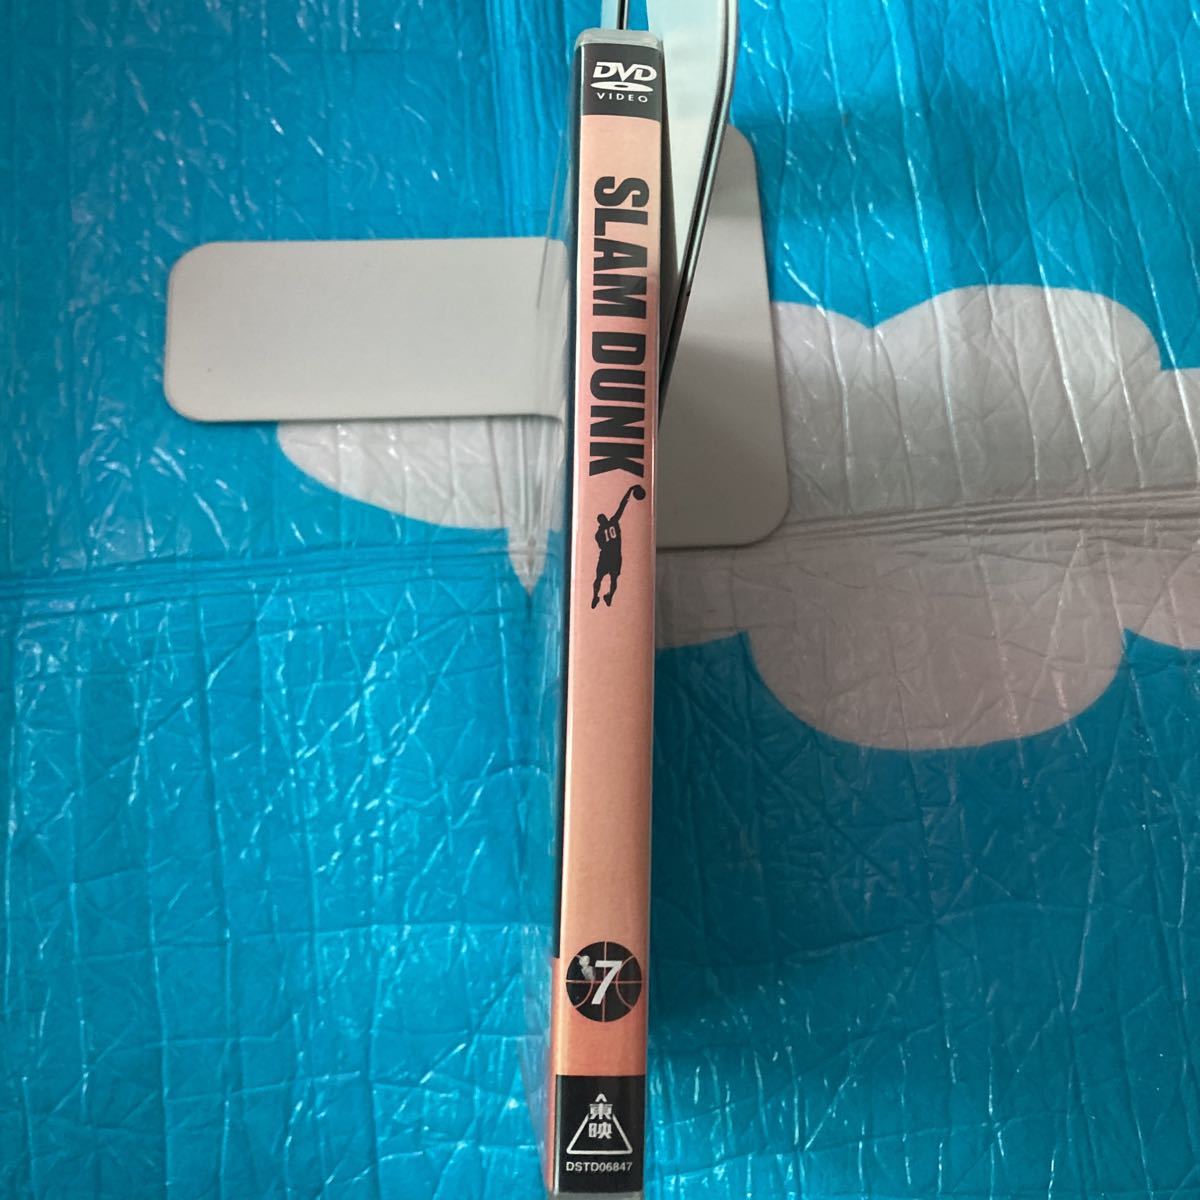 DVD
VIDEO
SLAM DUNK
10
7
東映
DSTD06847